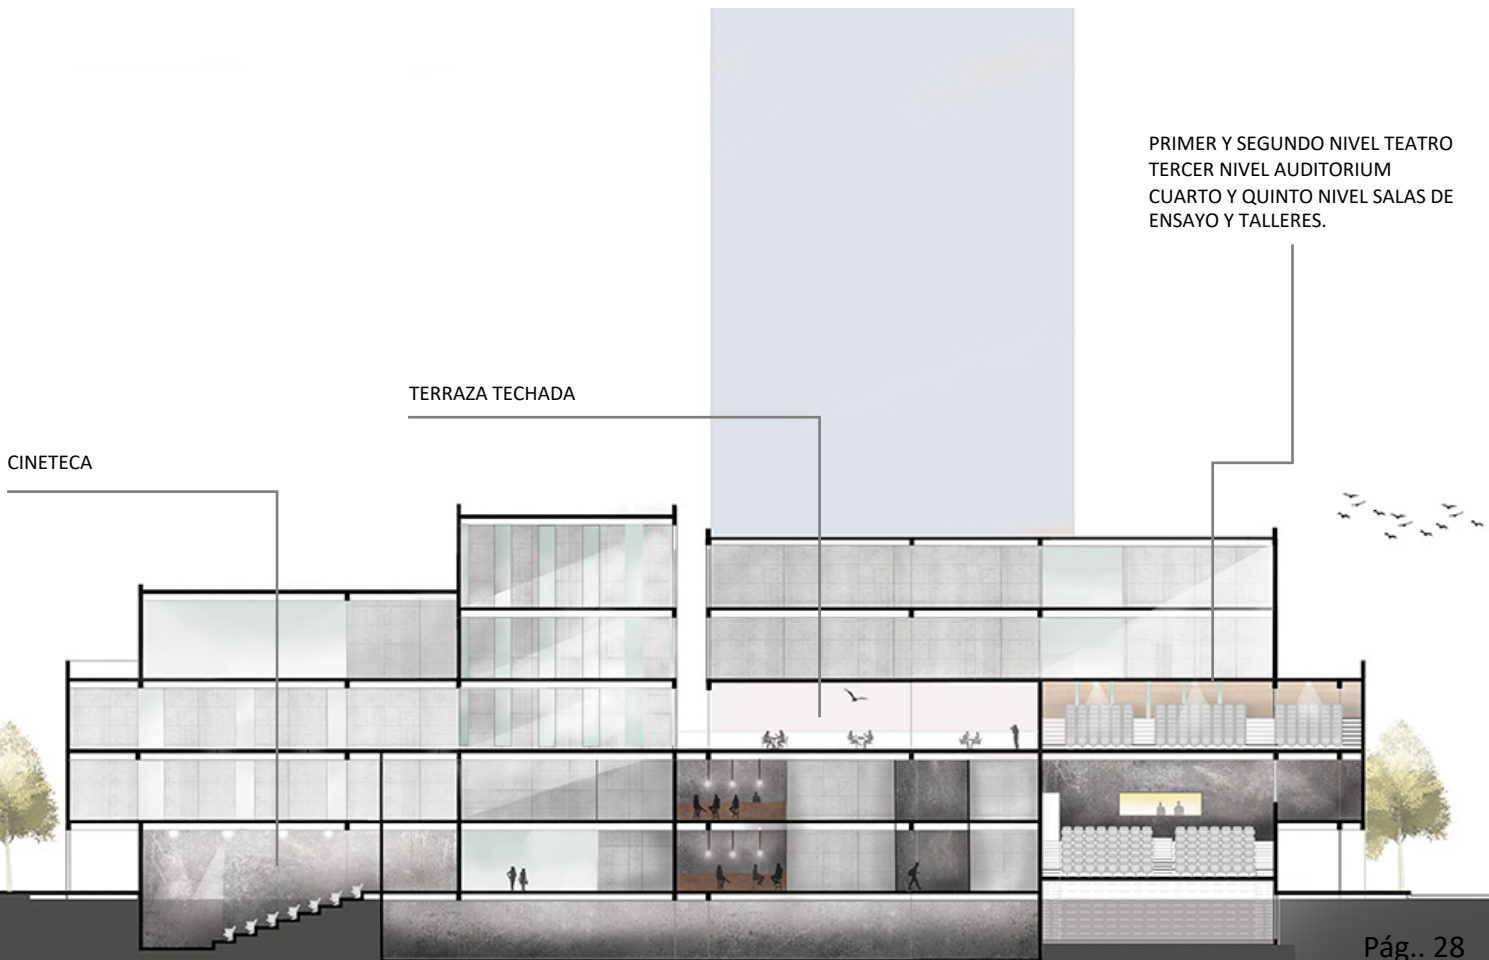 PRIMER Y SEGUNDO NIVEL TEATRO
TERCER NIVEL AUDITORIUM
CUARTO Y QUINTO NIVEL SALAS DE
ENSAYO Y TALLERES.
TERRAZA TECHADA
CINETECA
Pág.. 28